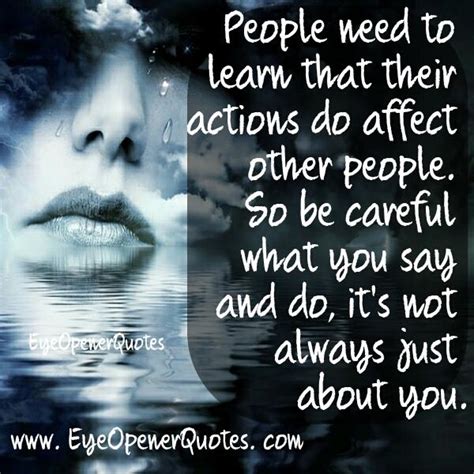 People need to
learn that their
actions do affect
other people.
So be careful
what you say
and do, it's not
always just
about you.
EyeOpenerQuotes
www. EyeOpenerQuotes. com